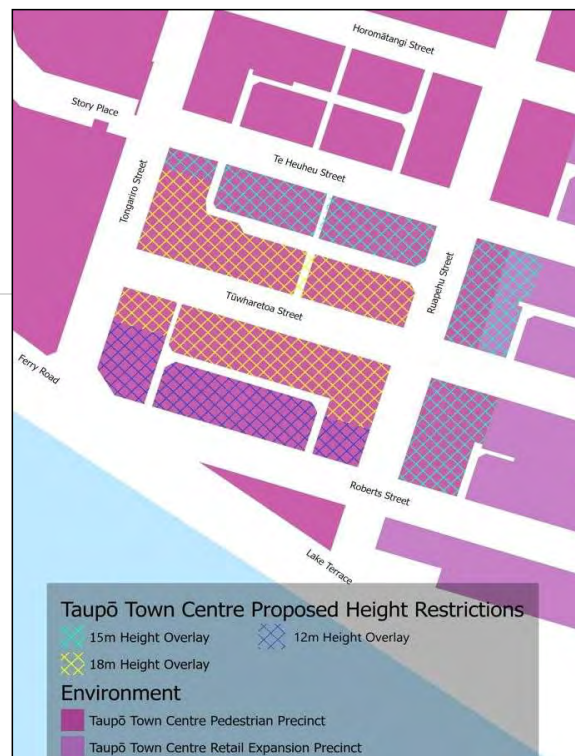 Horomātangi Street
Story Place
Te Heuheu Street
Tongariro Street
Ruapehu Street
Tūwharetoa Street
Ferry Road
Roberts Street
Lake Terrace
Taupō Town Centre Proposed Height Restrictions
15m Height Overlay
12m Height Overlay
18m Height Overlay
Environment
Taupō Town Centre Pedestrian Precinct
Taupō Town Centre Retail Expansion Precinct